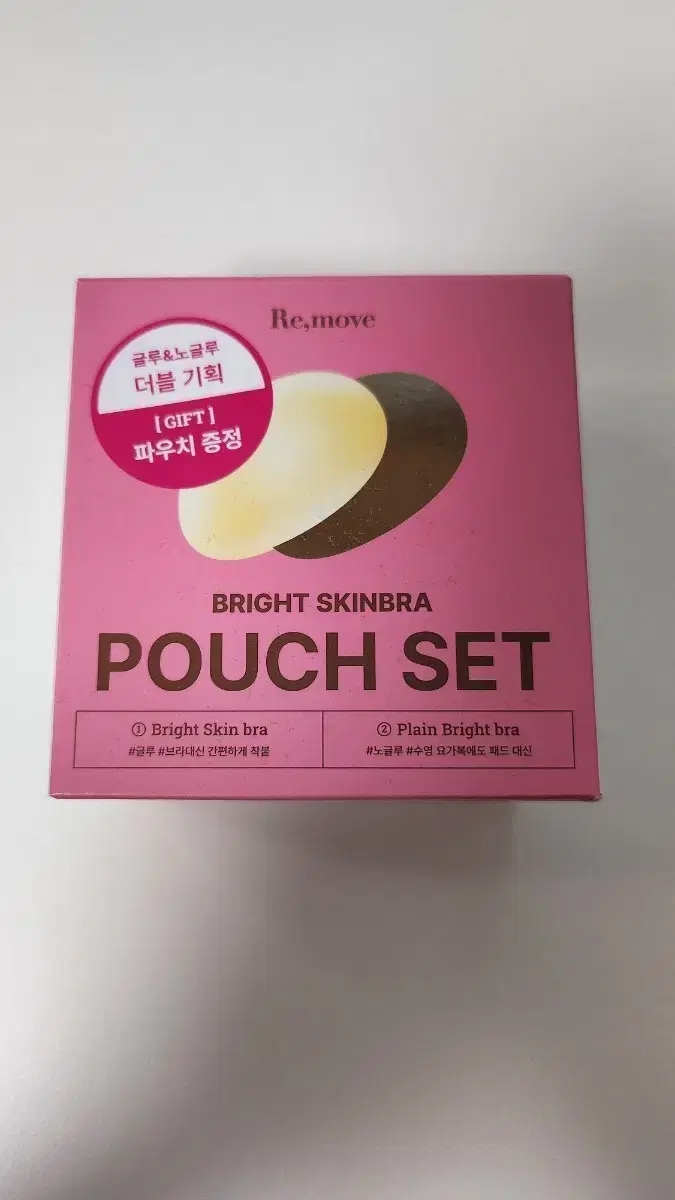 Re,move
글루&노글루
더블 기획
[GIFT]
파우치 증정
BRIGHT SKINBRA
POUCH SET
① Bright Skin bra
#글루 #브라대신 간편하게 착붙
② Plain Bright bra
#노글루 #수영 요가복에도 패드 대신